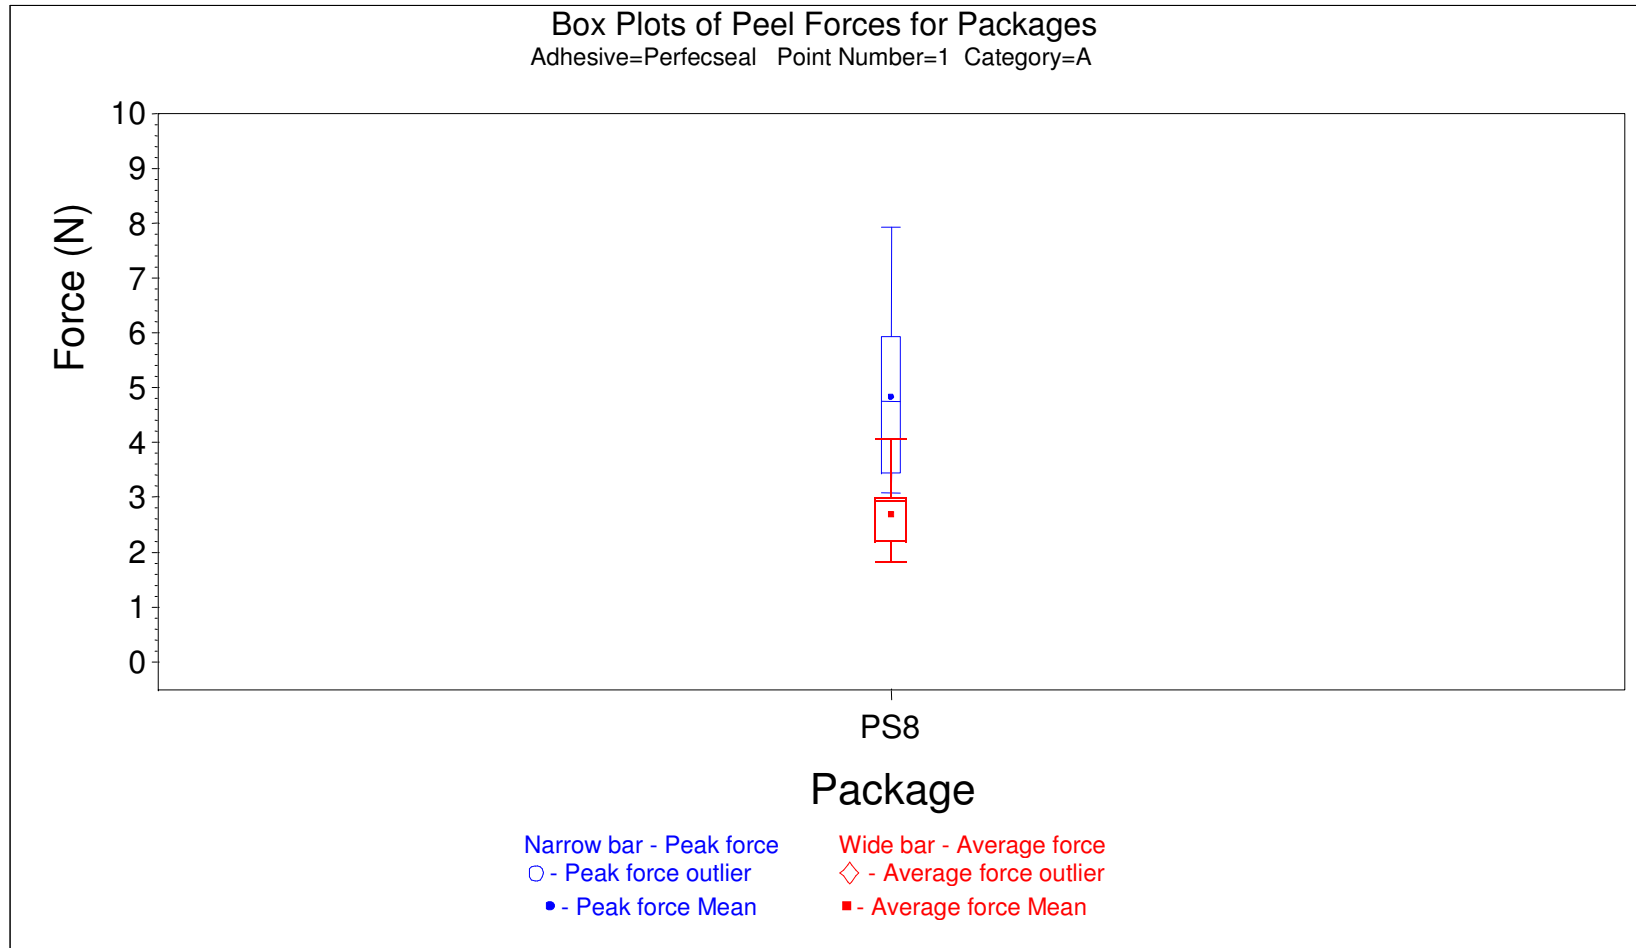 Box Plots of Peel Forces for Packages
Adhesive=Perfecseal Point Number=1 Category=A
Force (N)
10
9
8
7
6
5
4
3
2
1
0
PS8
Package
Narrow bar - Peak force Wide bar - Average force
- Peak force outlier - Average force outlier
- Peak force Mean - Average force Mean